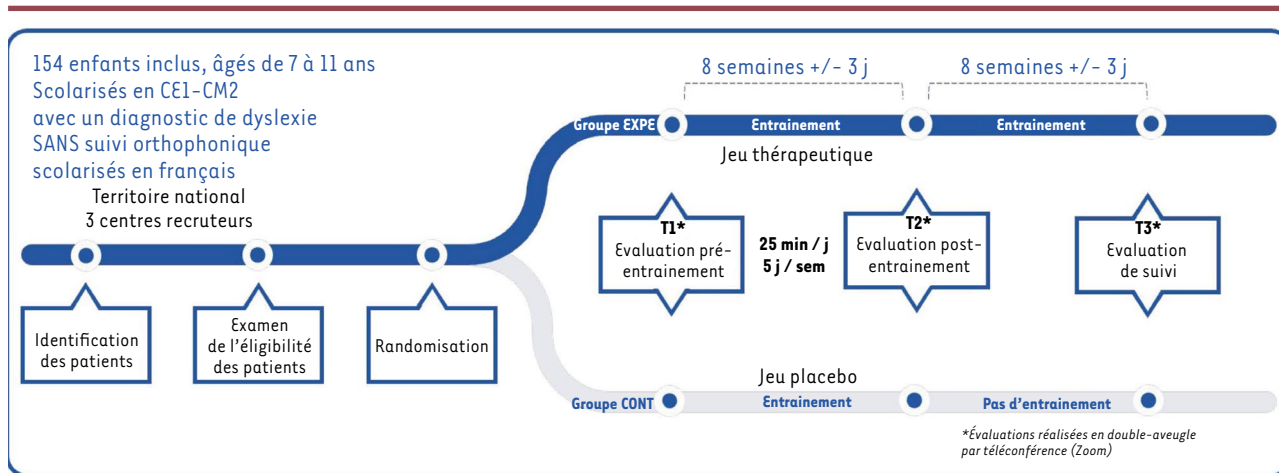 154 enfants inclus, âgés de 7 à 11 ans
Scolarisés en CE1-CM2
avec un diagnostic de dyslexie
SANS suivi orthophonique
scolarisés en français
Territoire national
3 centres recruteurs
Identification
des patients
Examen
de l'éligibilité
des patients
Randomisation
8 semaines +/- 3 j
8 semaines +/- 3 j
Groupe EXPE
Entrainement
Entrainement
Jeu thérapeutique
T1*
Evaluation pré-
entrainement
25 min / j
5 j / sem
T2*
Evaluation post-
entrainement
T3*
Evaluation
de suivi
Jeu placebo
Groupe CONT
Entrainement
Pas d'entrainement
*Évaluations réalisées en double-aveugle
par téléconférence (Zoom)